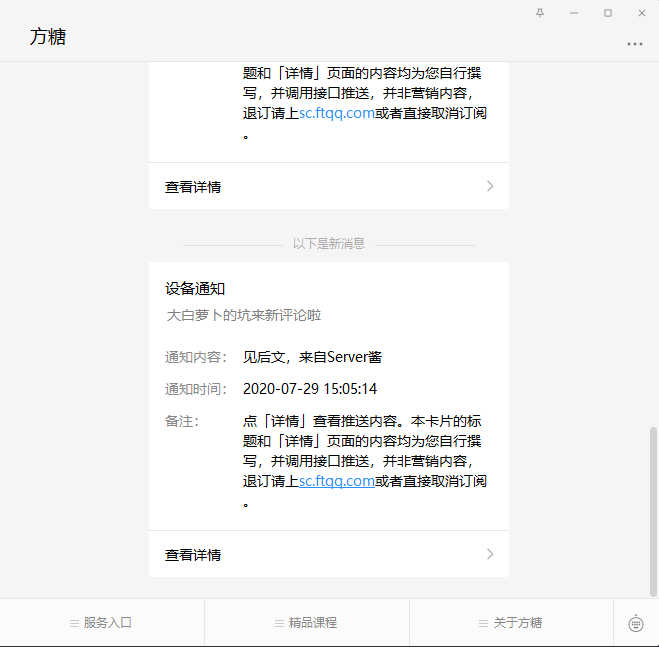 方糖
题和「详情」页面的内容均为您自行撰
写，并调用接口推送，并非营销内容，
退订请上sc.ftqq.com或者直接取消订阅
。
查看详情
以下是新消息
设备通知
大白萝卜的坑来新评论啦
通知内容： 见后文，来自Server酱
通知时间： 2020-07-29 15:05:14
备注： 点「详情」查看推送内容。本卡片的标
题和「详情」页面的内容均为您自行撰
写，并调用接口推送，并非营销内容，
退订请上sc.ftqq.com或者直接取消订阅
。
查看详情
服务入口 精品课程 关于方糖